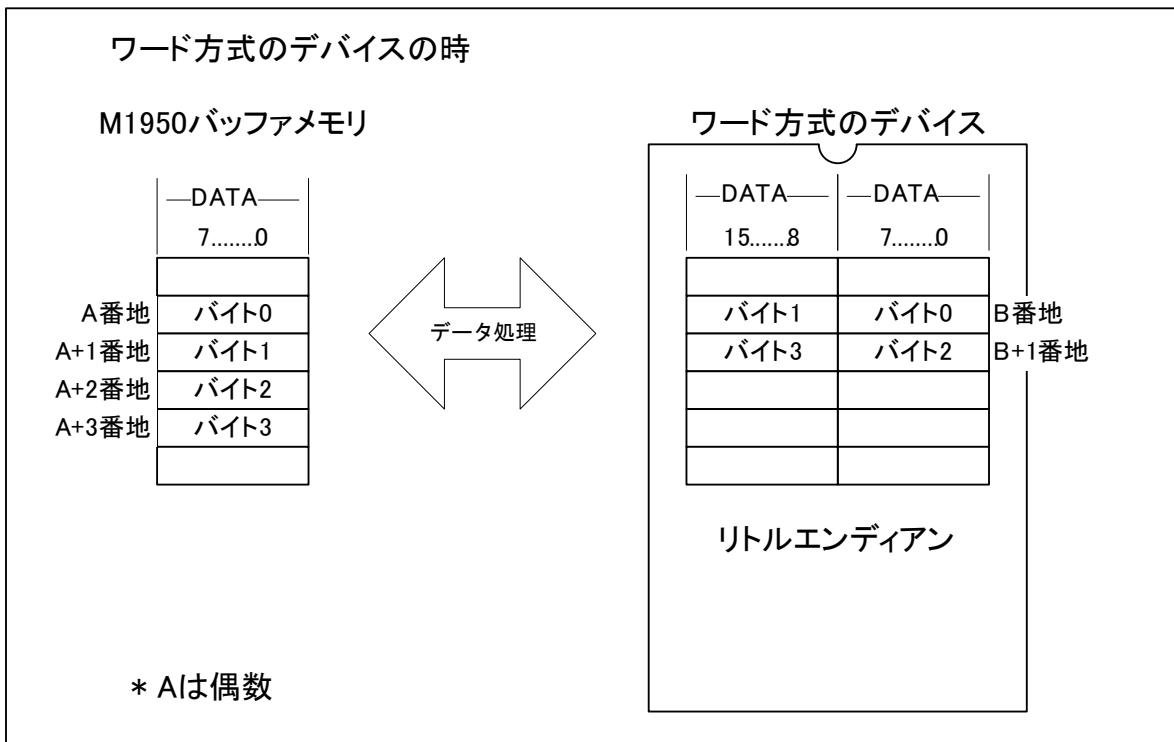 ワード方式のデバイスの時
M1950バッファメモリ
DATA
7........0
A番地 バイト0
A+1番地 バイト1
A+2番地 バイト2
A+3番地 バイト3
データ処理
ワード方式のデバイス
DATA DATA
15......8 7........0
バイト1 バイト0 B番地
バイト3 バイト2 B+1番地
リトルエンディアン
* Aは偶数